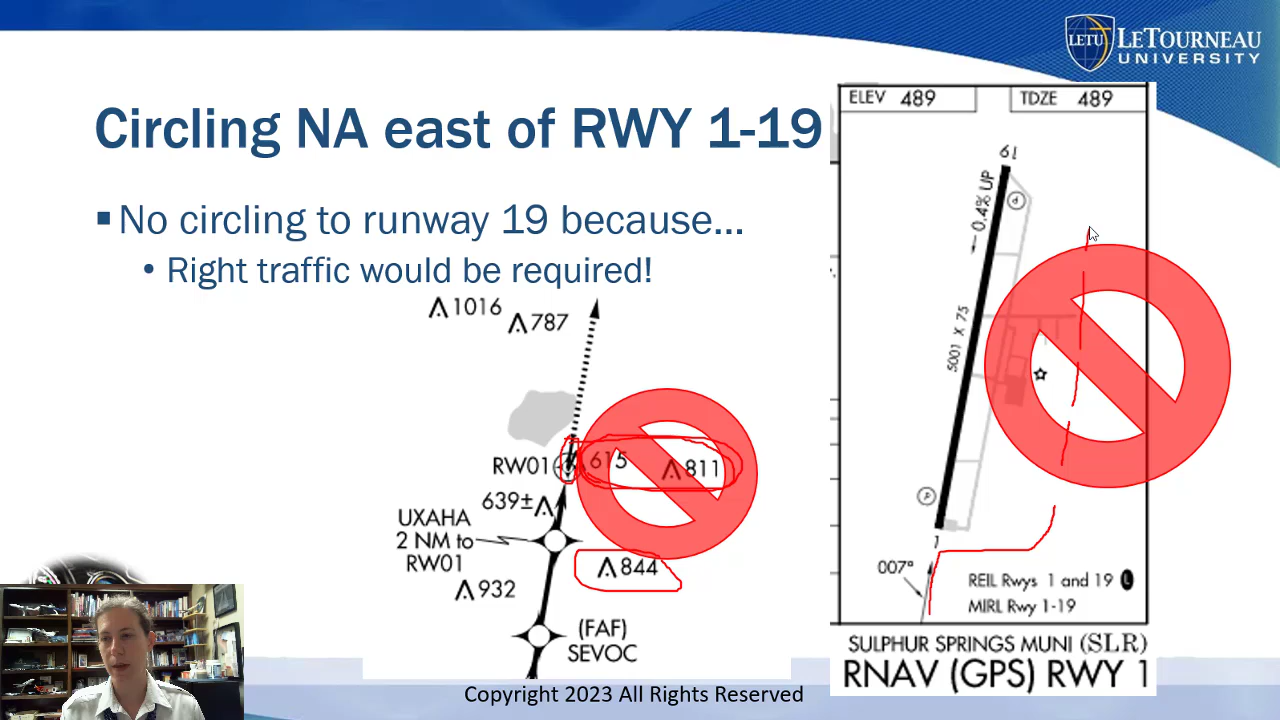 LETU LETOURNEAU
UNIVERSITY
Circling NA east of RWY 1-19
▪ No circling to runway 19 because...
• Right traffic would be required!
1016
787
RW01
615
811
639±
UXAHA
2 NM to
RW01
844
932
(FAF)
SEVOC
ELEV 489
TDZE 489
19
0.4% UP
P
5001 X 75
P
1
007°
REIL Rwys 1 and 19 L
MIRL Rwy 1-19
SULPHUR SPRINGS MUNI (SLR)
RNAV (GPS) RWY 1
Copyright 2023 All Rights Reserved